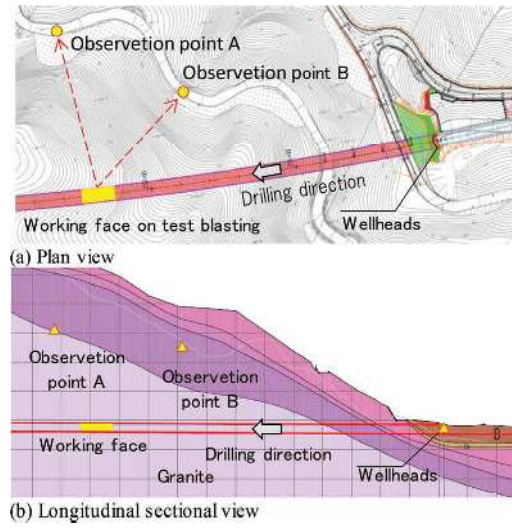 Observetion point A
Observetion point B
Drilling direction
Working face on test blasting
Wellheads
(a) Plan view
Observetion
point A
Observetion
point B
Working face
Drilling direction
Wellheads
Granite
B
(b) Longitudinal sectional view